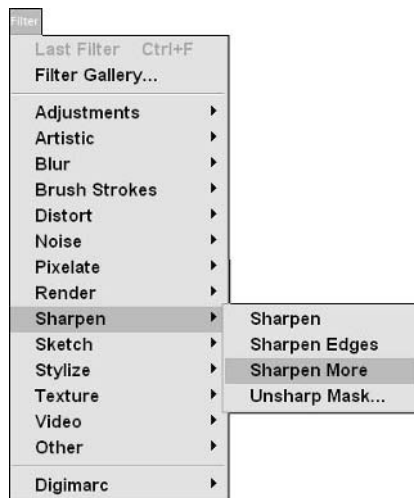 Filter
Last Filter Ctrl+F
Filter Gallery...
Adjustments
Artistic
Blur
Brush Strokes
Distort
Noise
Pixelate
Render
Sharpen
Sketch
Stylize
Texture
Video
Other
Digimarc
Sharpen
Sharpen Edges
Sharpen More
Unsharp Mask...